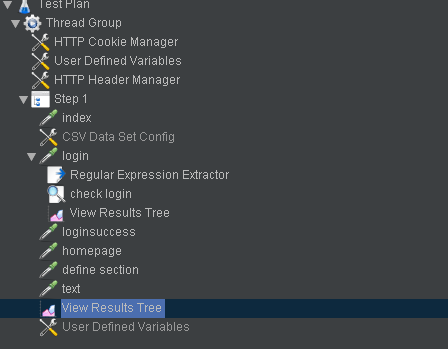 Test Plan
Thread Group
HTTP Cookie Manager
User Defined Variables
HTTP Header Manager
Step 1
index
CSV Data Set Config
login
Regular Expression Extractor
check login
View Results Tree
loginsuccess
homepage
define section
text
View Results Tree
User Defined Variables